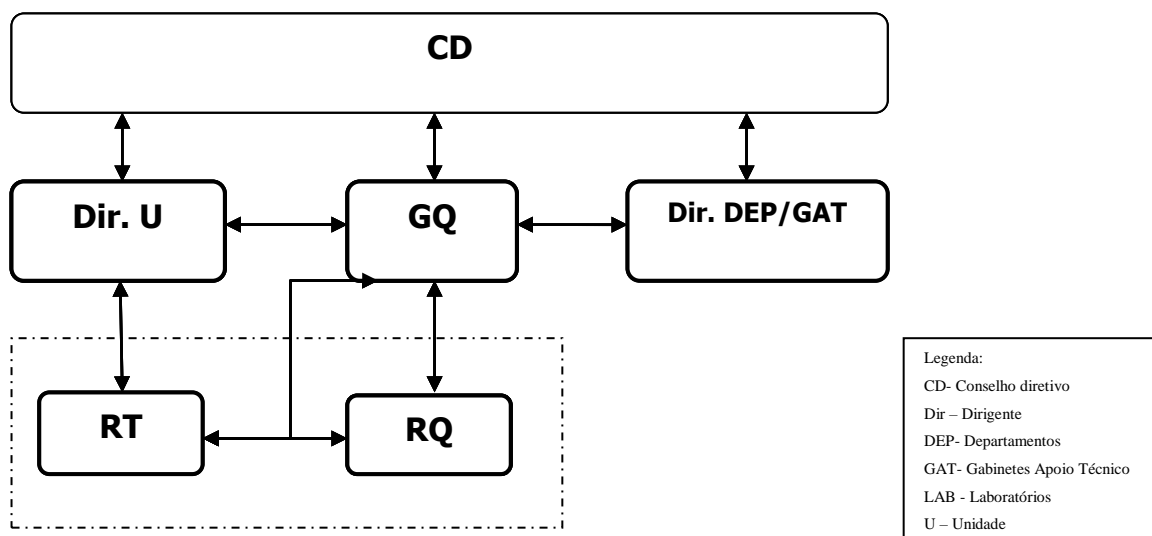 CD
Dir. U
GQ
Dir. DEP/GAT
RT
RQ
Legenda:
CD- Conselho diretivo
Dir – Dirigente
DEP- Departamentos
GAT- Gabinetes Apoio Técnico
LAB - Laboratórios
U – Unidade